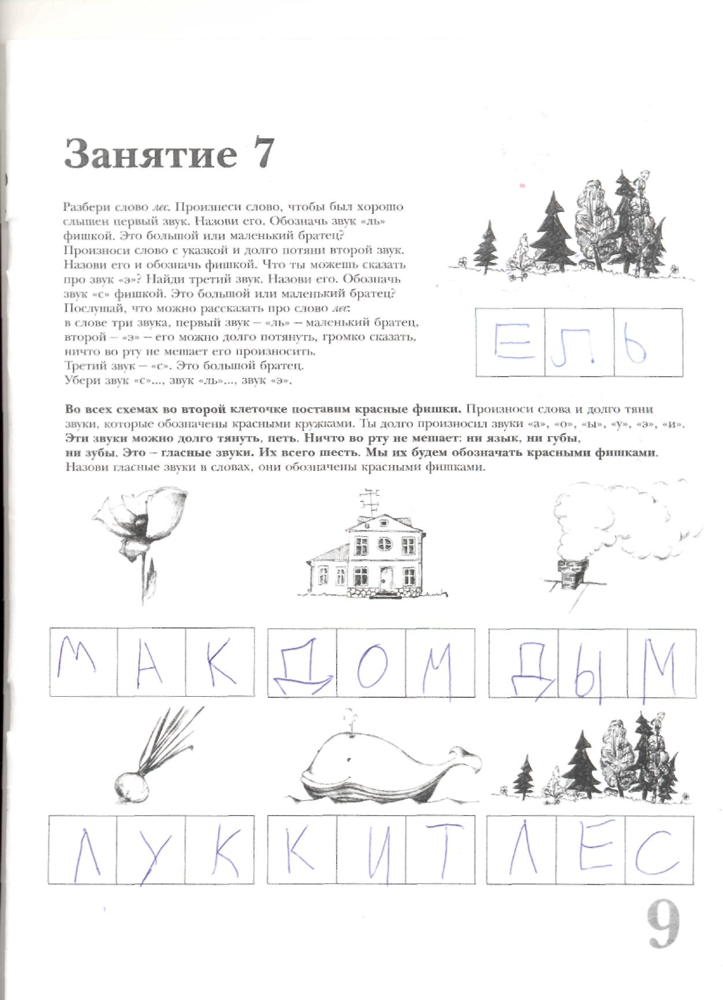 Занятие 7
Разбери слово лес. Произнеси слово, чтобы был хорошо
слышен первый звук. Назови его. Обозначь звук «ль»
фишкой. Это большой или маленький братец?
Произноси слово с указкой и долго потяни второй звук.
Назови его и обозначь фишкой. Что ты можешь сказать
про звук «э»? Найди третий звук. Назови его. Обозначь
звук «с» фишкой. Это большой или маленький братец?
Послушай, что можно рассказать про слово лес:
в слове три звука, первый звук – «ль» – маленький братец,
второй – «э» – его можно долго потянуть, громко сказать,
ничто во рту не мешает его произносить.
Третий звук – «с». Это большой братец.
Убери звук «с»..., звук «ль»..., звук «э».
ЕЛЬ
Во всех схемах во второй клеточке поставим красные фишки. Произноси слова и долго тяни
звуки, которые обозначены красными кружками. Ты долго произносил звуки «а», «о», «ы», «у», «э», «и».
Эти звуки можно долго тянуть, петь. Ничто во рту не мешает: ни язык, ни губы,
ни зубы. Это – гласные звуки. Их всего шесть. Мы их будем обозначать красными фишками.
Назови гласные звуки в словах, они обозначены красными фишками.
МАК ДОМ ДЫМ
ЛУК КИТ ЛЕС
9